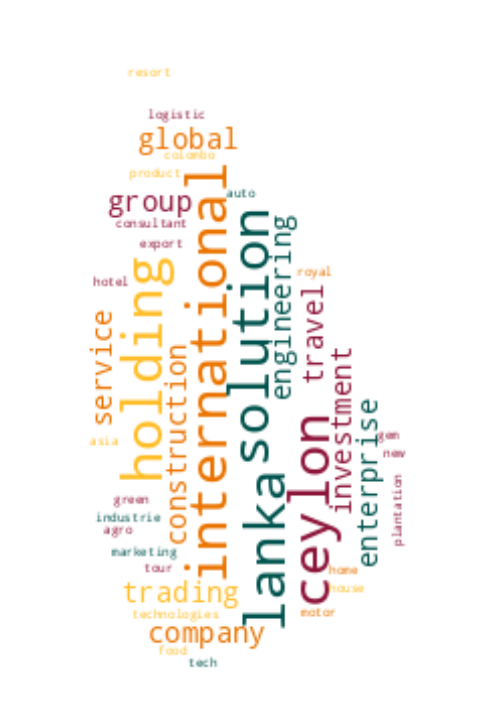 resort
logistic
global
colombo
product
international
auto
group
solution
engineering
consultant
export
holding
royal
hotel
travel
service
construction
investment
enterprise
ceylon
gem
asia
new
lanka
plantation
green
industrie
agro
marketing
tour
home
trading
house
technologies
motor
company
food
tech